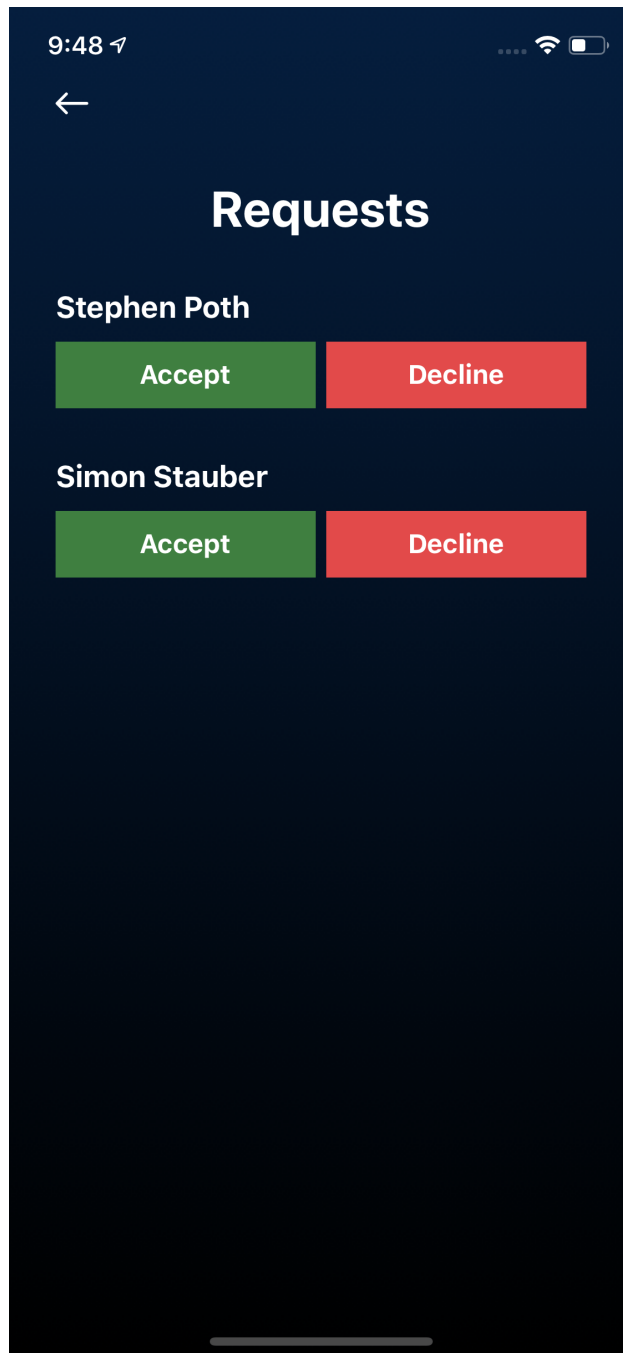 9:48
Requests
Stephen Poth
Accept Decline
Simon Stauber
Accept Decline